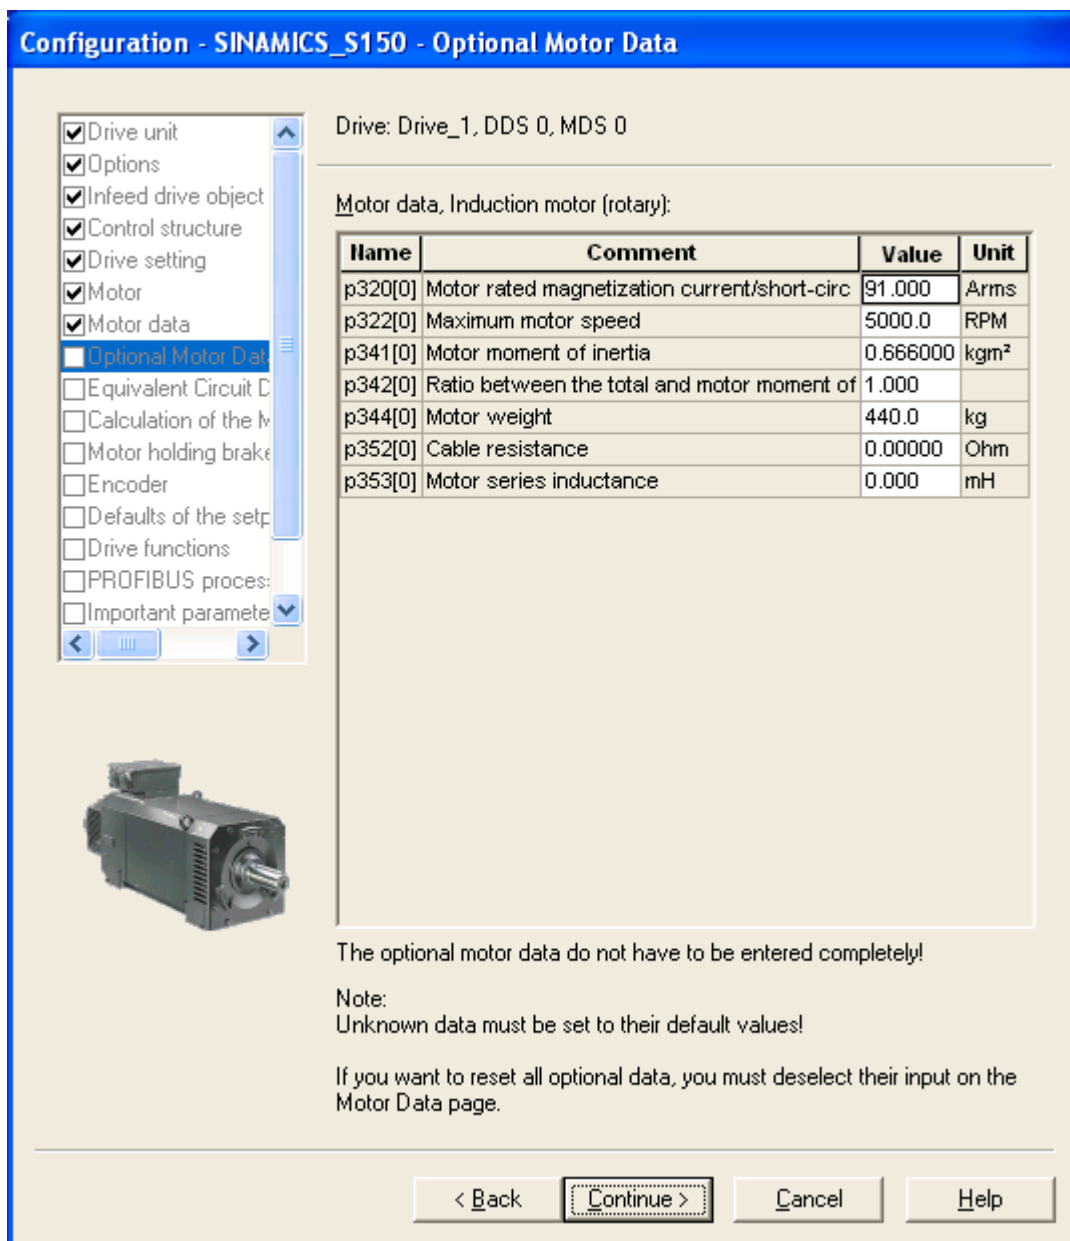 Configuration - SINAMICS_S150 - Optional Motor Data
Drive unit
Options
Infeed drive object
Control structure
Drive setting
Motor
Motor data
Optional Motor Dat
Equivalent Circuit D
Calculation of the M
Motor holding brake
Encoder
Defaults of the setp
Drive functions
PROFIBUS process
Important paramete
Drive: Drive_1, DDS 0, MDS 0
Motor data, Induction motor (rotary):
Name Comment Value Unit
p320[0] Motor rated magnetization current/short-circ 91.000 Arms
p322[0] Maximum motor speed 5000.0 RPM
p341[0] Motor moment of inertia 0.666000 kgm²
p342[0] Ratio between the total and motor moment of 1.000
p344[0] Motor weight 440.0 kg
p352[0] Cable resistance 0.00000 Ohm
p353[0] Motor series inductance 0.000 mH
The optional motor data do not have to be entered completely!
Note:
Unknown data must be set to their default values!
If you want to reset all optional data, you must deselect their input on the
Motor Data page.
< Back Continue > Cancel Help